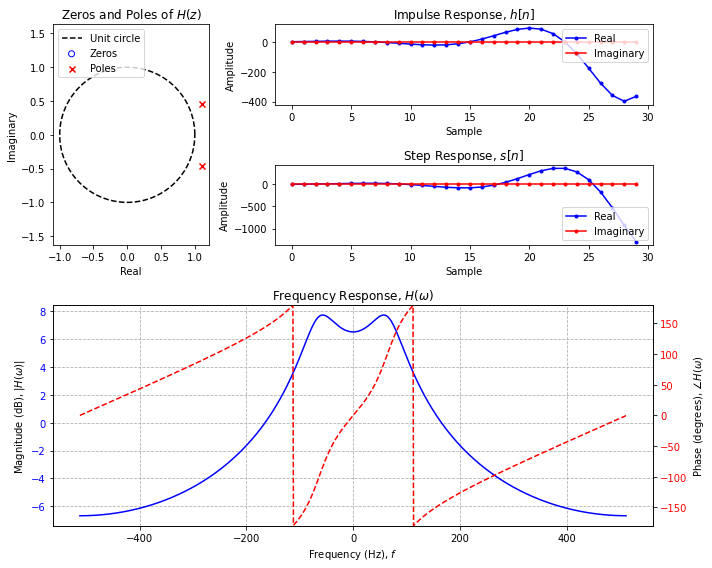 Zeros and Poles of H(z)
Unit circle
Zeros
Poles
1.5
1.0
0.5
0.0
−0.5
−1.0
−1.5
Imaginary
−1.0 −0.5 0.0 0.5 1.0
Real
Impulse Response, h[n]
Real
Imaginary
0
−200
−400
Amplitude
0 5 10 15 20 25 30
Sample
Step Response, s[n]
Real
Imaginary
0
−500
−1000
Amplitude
0 5 10 15 20 25 30
Sample
Frequency Response, H(ω)
8
6
4
2
0
−2
−4
−6
Magnitude (dB), |H(ω)|
150
100
50
0
−50
−100
−150
Phase (degrees), ∠H(ω)
−400 −200 0 200 400
Frequency (Hz), f